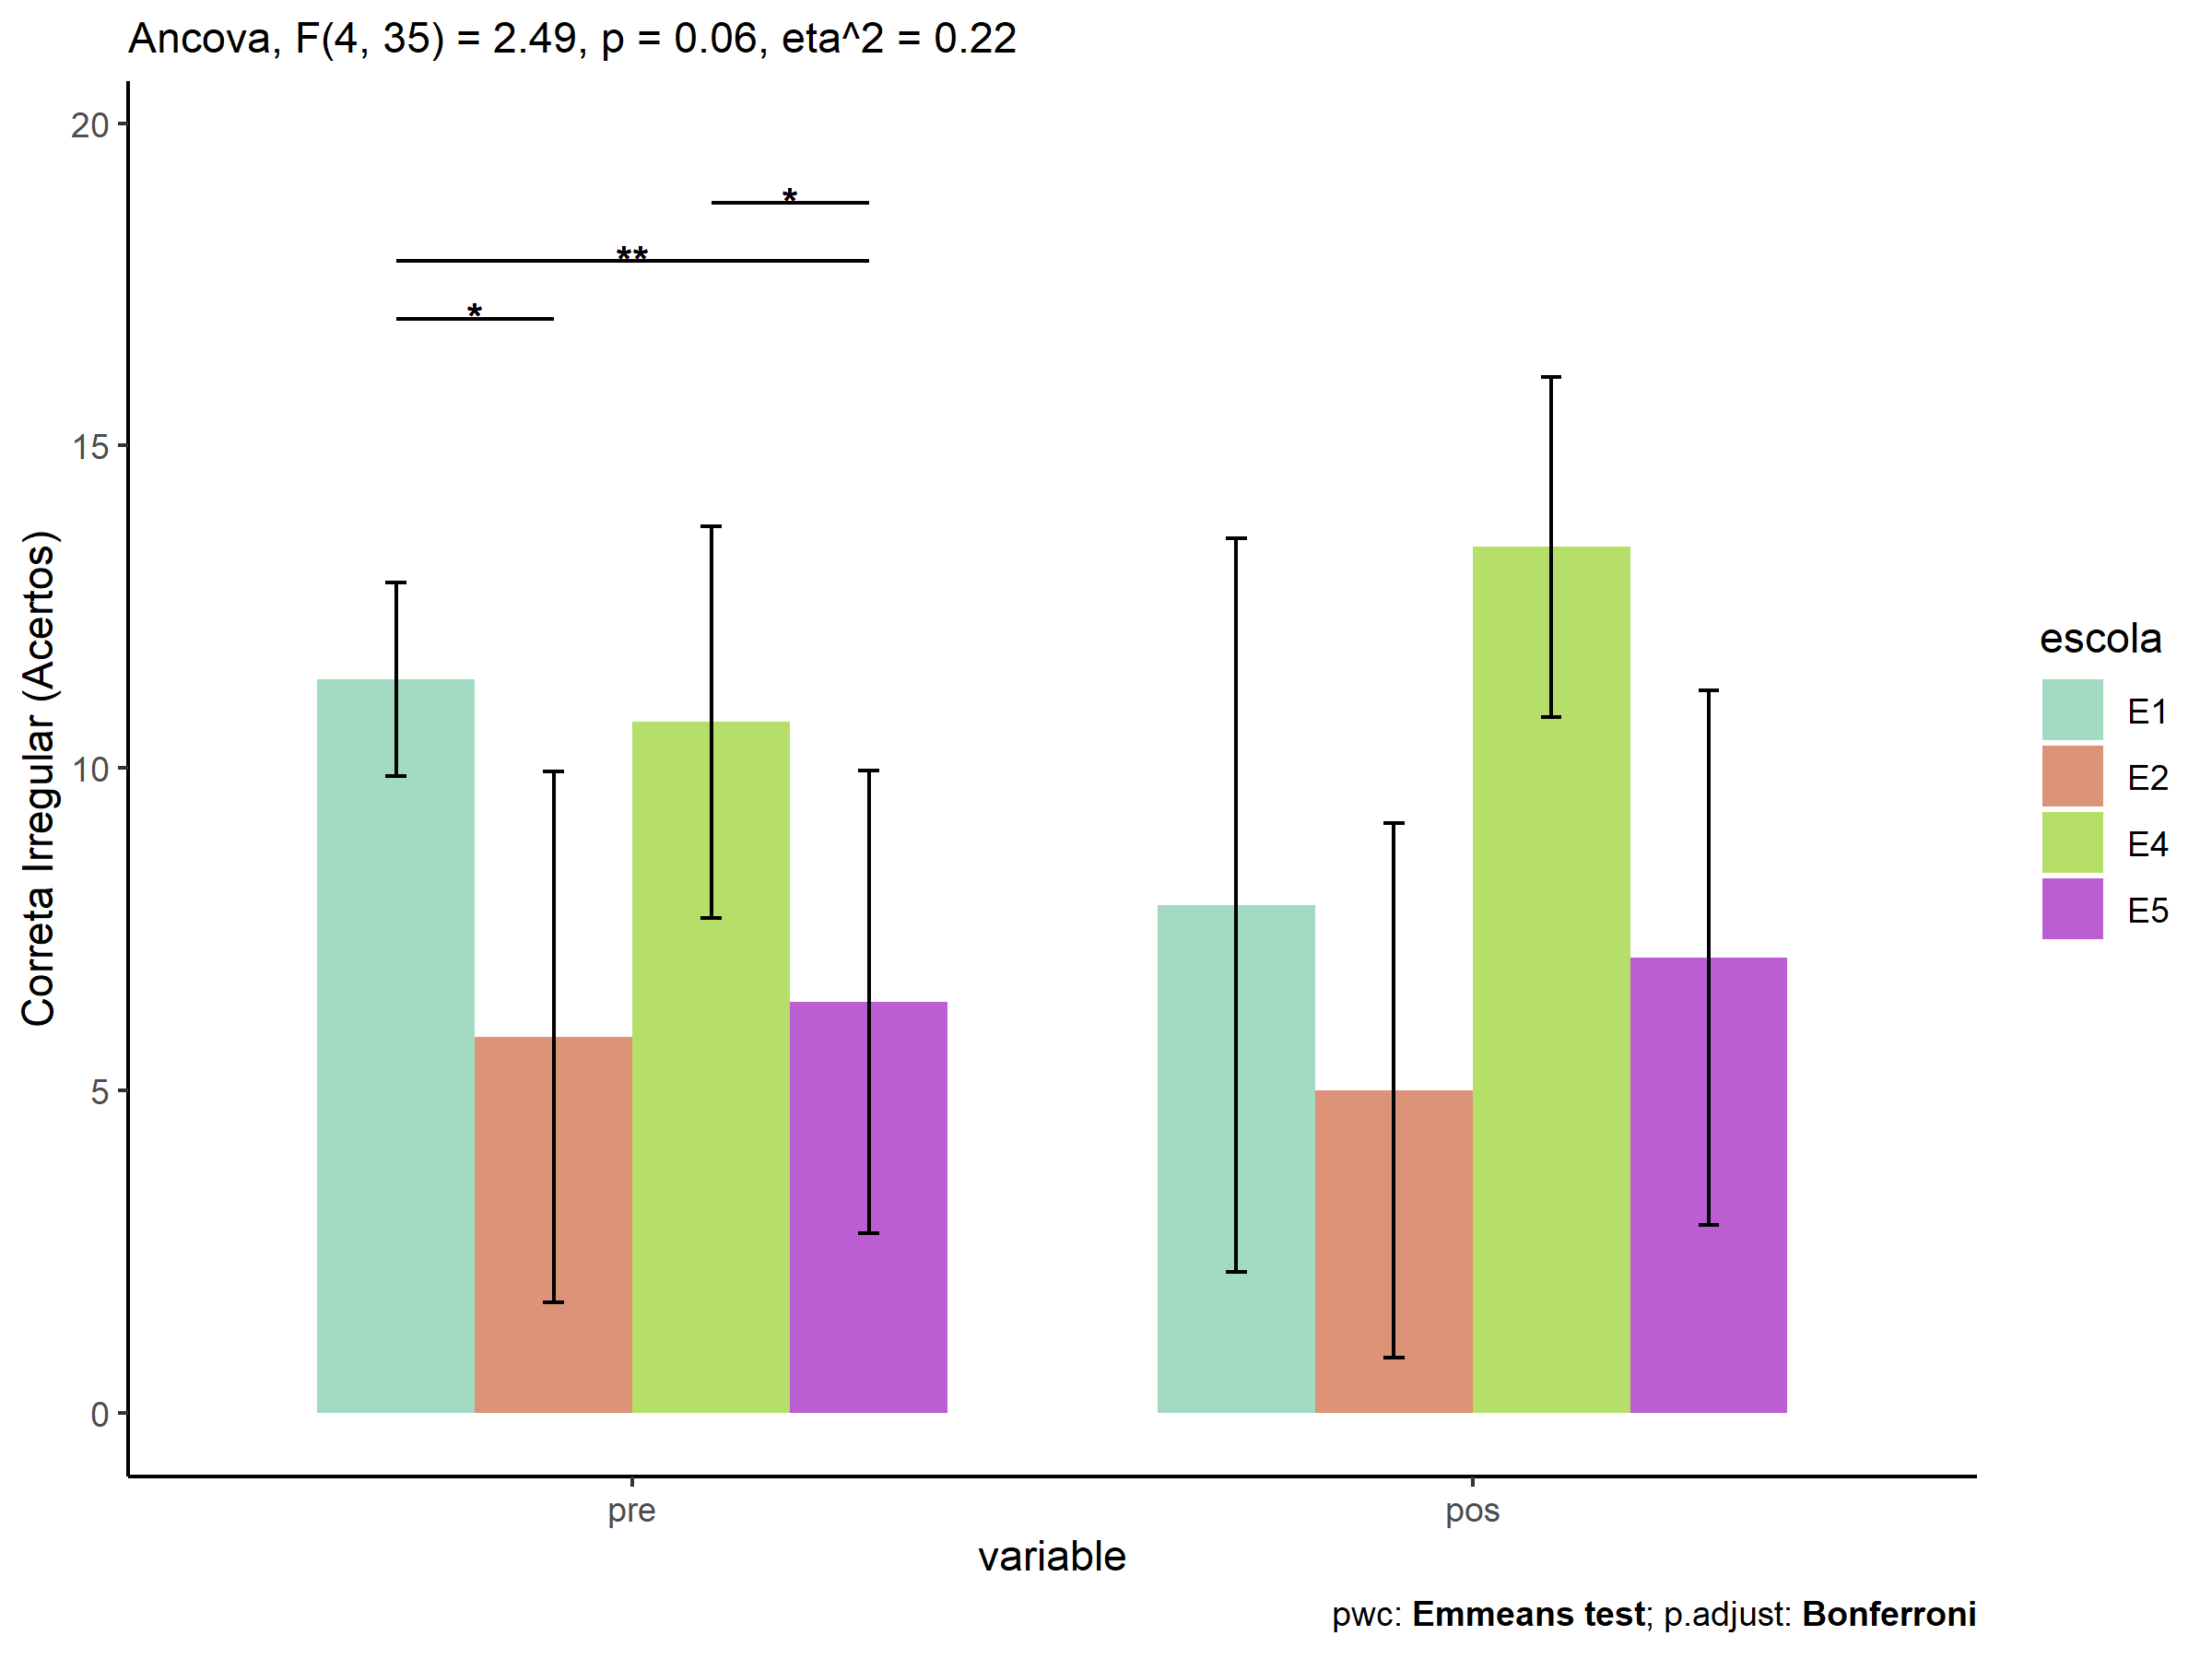 Ancova, F(4, 35) = 2.49, p = 0.06, eta^2 = 0.22
Correta Irregular (Acertos)
20
15
10
5
0
*
**
*
pre
pos
variable
escola
E1
E2
E4
E5
pwc: Emmeans test; p.adjust: Bonferroni